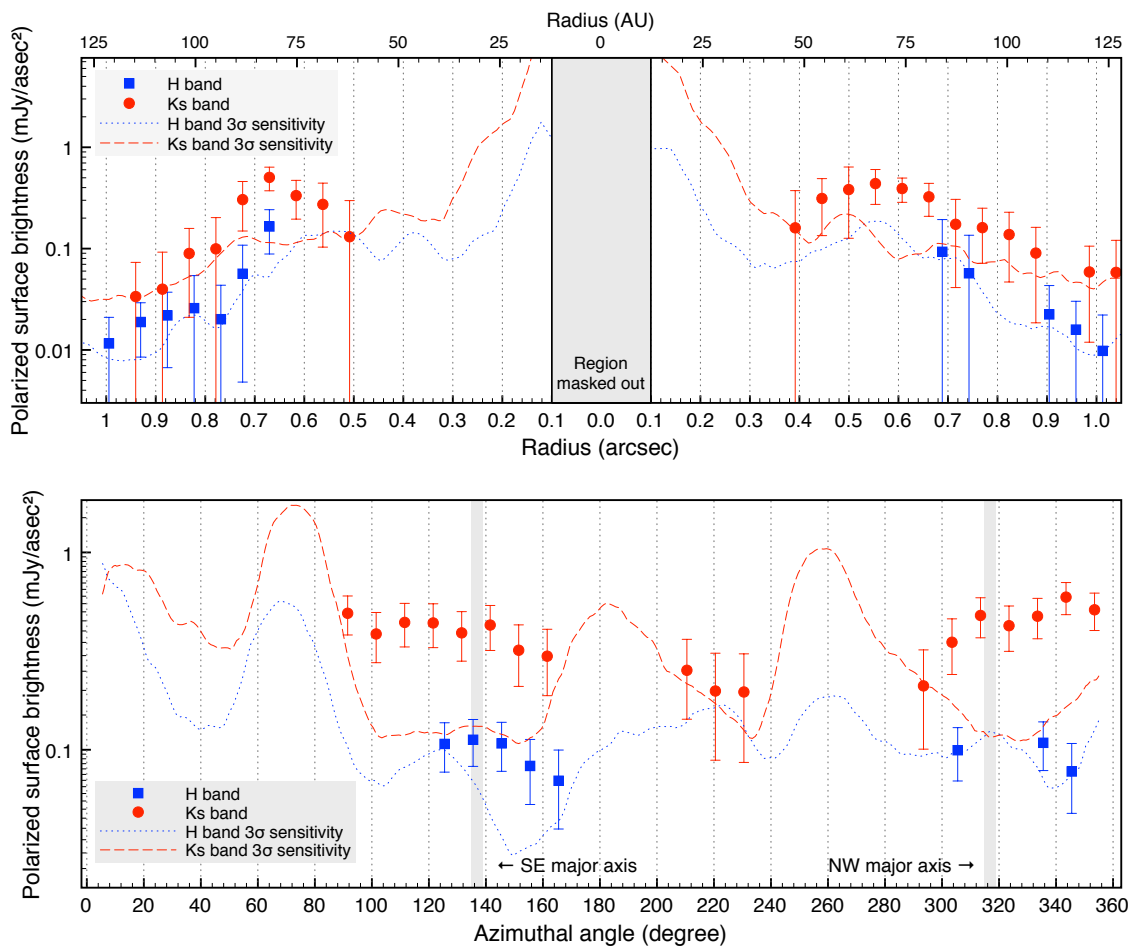 Radius (AU)
125 100 75 50 25 0 25 50 75 100 125
Polarized surface brightness (mJy/asec²)
H band
Ks band
H band 3σ sensitivity
Ks band 3σ sensitivity
1
0.1
0.01
Region
masked out
1 0.9 0.8 0.7 0.6 0.5 0.4 0.3 0.2 0.1 0.0 0.1 0.2 0.3 0.4 0.5 0.6 0.7 0.8 0.9 1.0
Radius (arcsec)
Polarized surface brightness (mJy/asec²)
1
0.1
H band
Ks band
H band 3σ sensitivity
Ks band 3σ sensitivity
← SE major axis
NW major axis →
0 20 40 60 80 100 120 140 160 180 200 220 240 260 280 300 320 340 360
Azimuthal angle (degree)